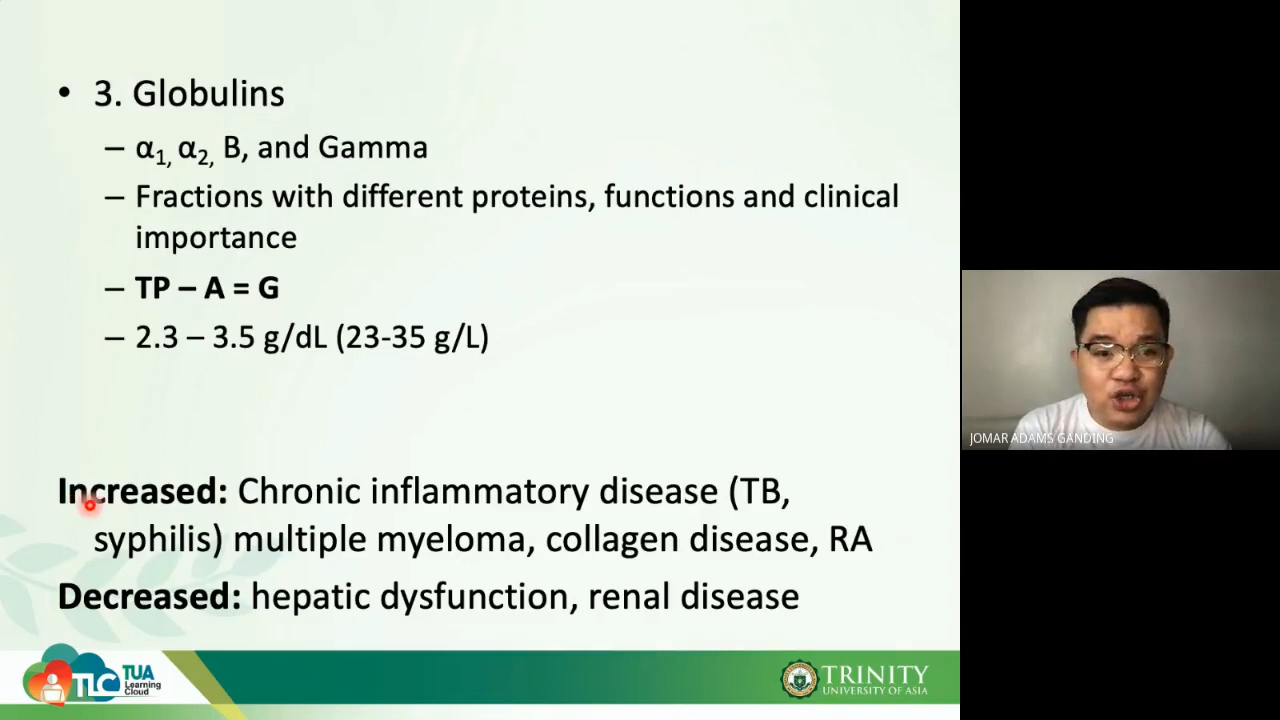 • 3. Globulins
– α1, α2, B, and Gamma
– Fractions with different proteins, functions and clinical
importance
– TP – A = G
– 2.3 – 3.5 g/dL (23-35 g/L)
Increased: Chronic inflammatory disease (TB,
syphilis) multiple myeloma, collagen disease, RA
Decreased: hepatic dysfunction, renal disease
JOMAR ADAMS GANDING
TLC TUA
Learning
Cloud
TRINITY
UNIVERSITY OF ASIA